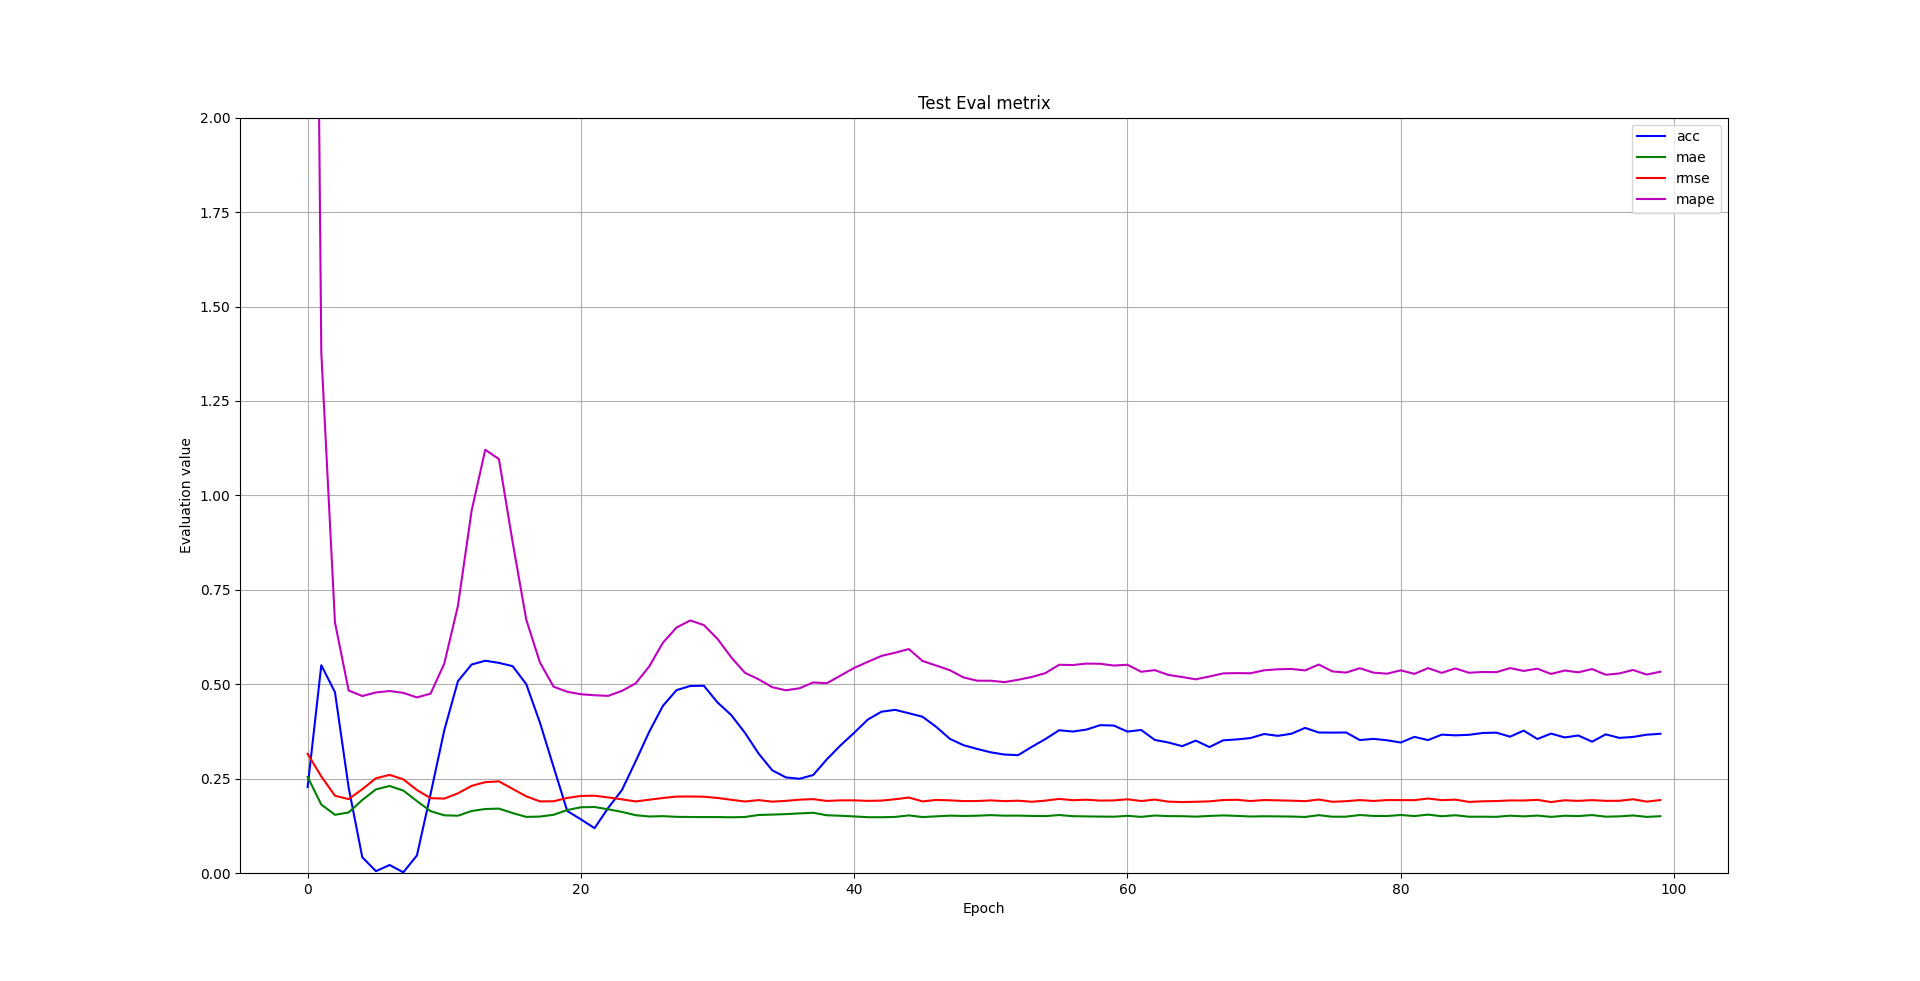 Test Eval metrix
acc
mae
rmse
mape
2.00
1.75
1.50
1.25
1.00
0.75
0.50
0.25
0.00
Evaluation value
0 20 40 60 80 100
Epoch